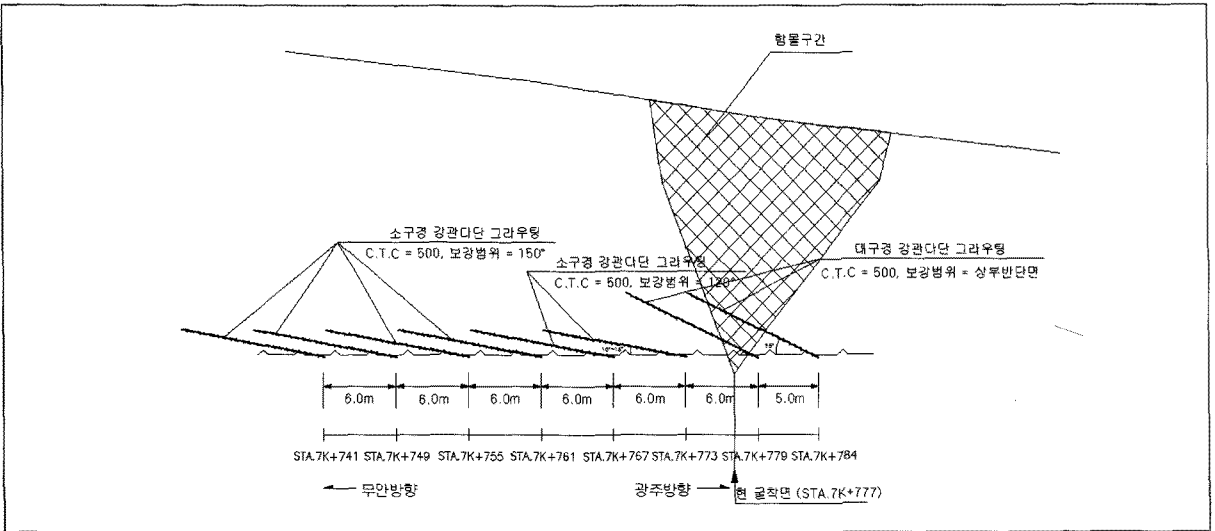 함몰구간
소구경 강관다단 그라우팅
C.T.C = 500, 보강범위 = 150°
소구경 강관다단 그라우팅
C.T.C = 500, 보강범위 = 120°
대구경 강관다단 그라우팅
C.T.C = 500, 보강범위 = 상부반단면
6.0m 6.0m 6.0m 6.0m 6.0m 6.0m 5.0m
STA.7K+741 STA.7K+749 STA.7K+755 STA.7K+761 STA.7K+767 STA.7K+773 STA.7K+779 STA.7K+784
무안방향
광주방향
현 굴착면 (STA.7K+777)